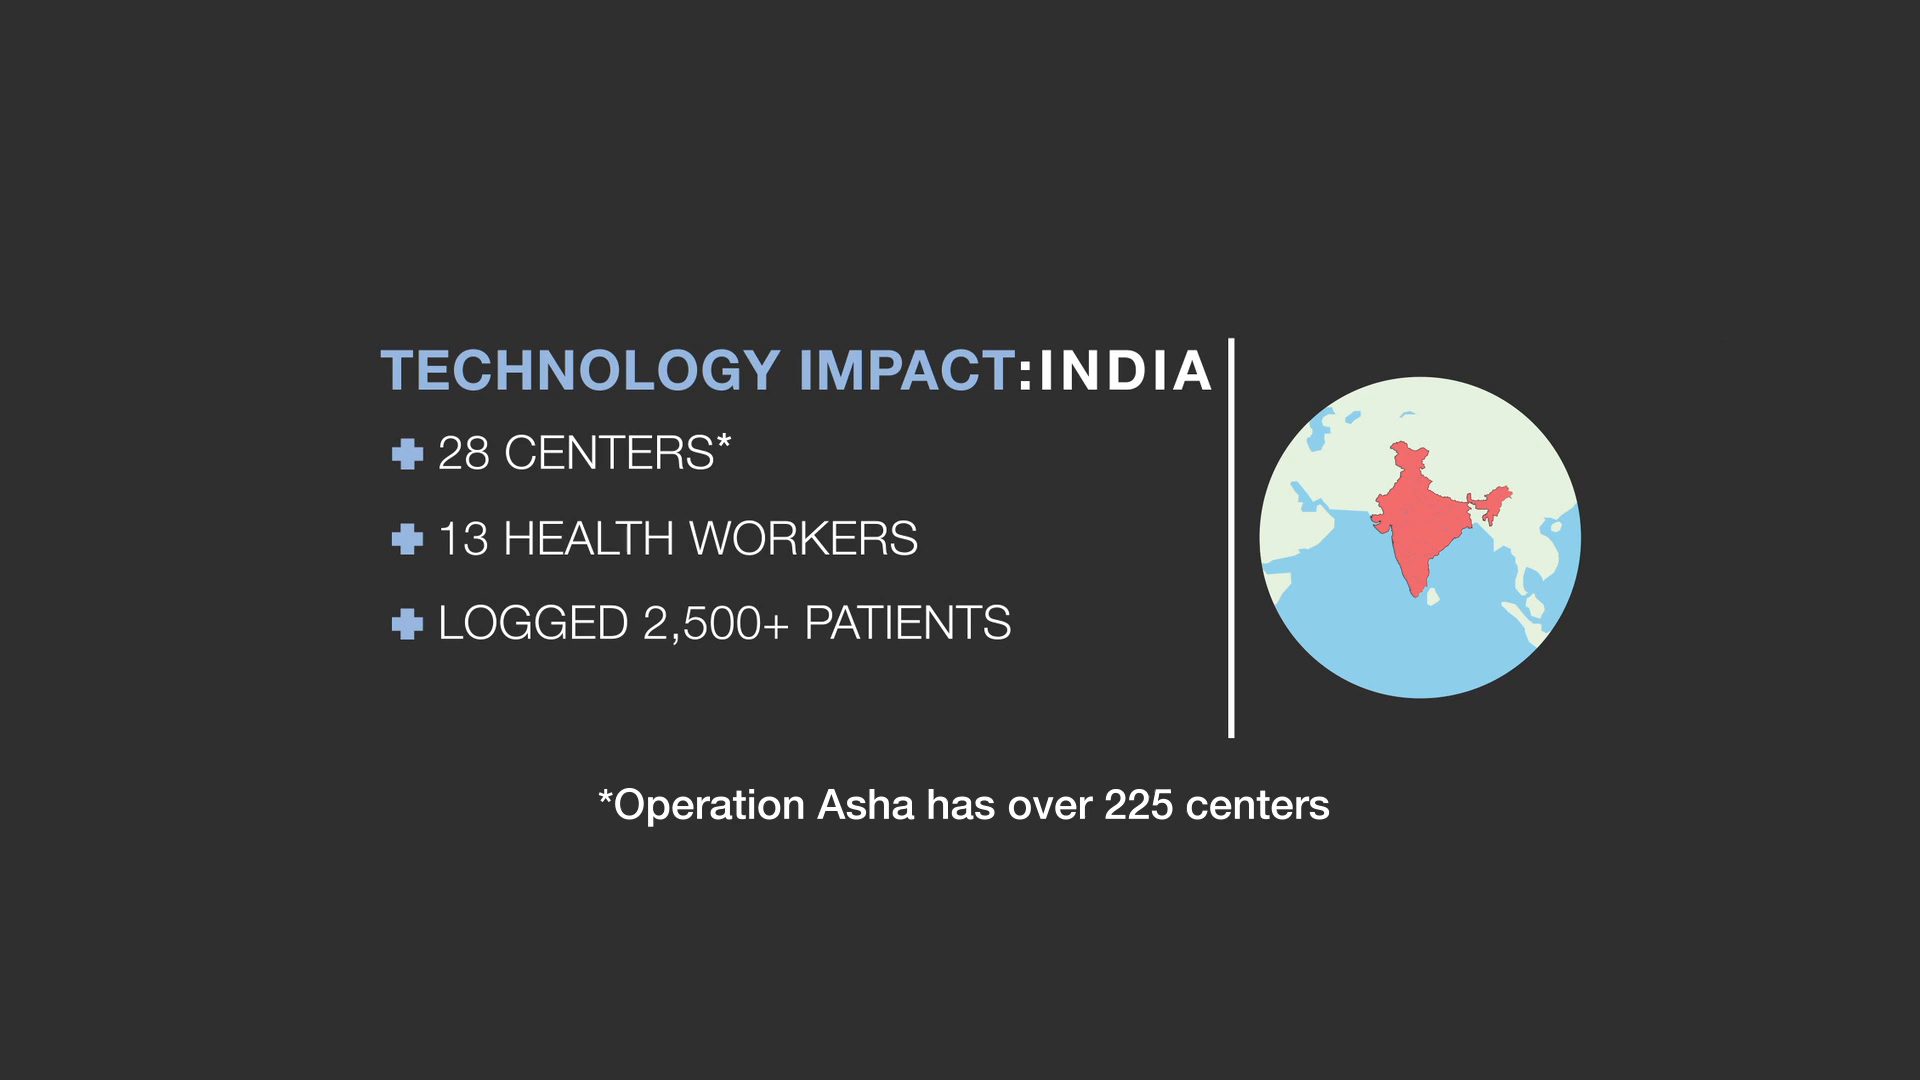 TECHNOLOGY IMPACT:INDIA
28 CENTERS*
13 HEALTH WORKERS
LOGGED 2,500+ PATIENTS
*Operation Asha has over 225 centers